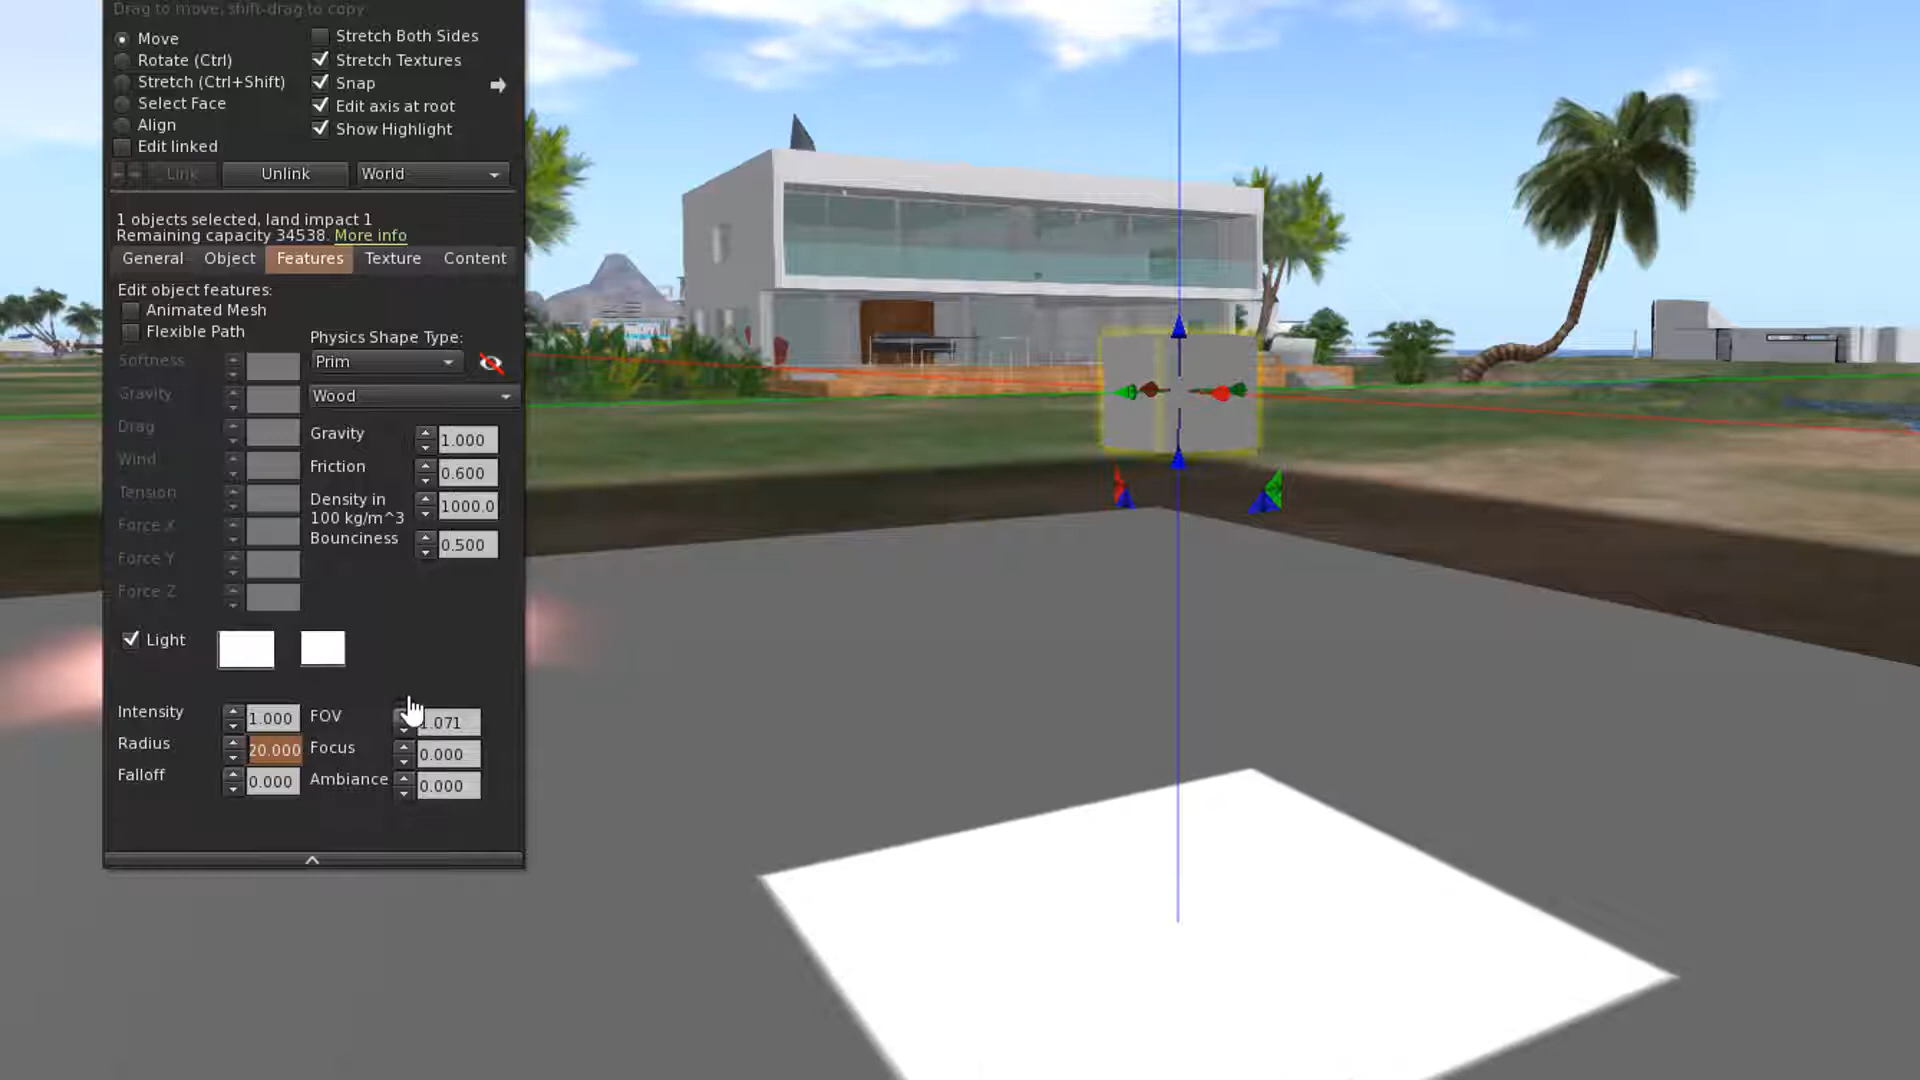 Drag to move, shift-drag to copy
Move
Stretch Both Sides
Rotate (Ctrl)
Stretch Textures
Stretch (Ctrl+Shift)
Snap
Select Face
Edit axis at root
Align
Show Highlight
Edit linked
Link
Unlink
World
1 objects selected, land impact 1
Remaining capacity 34538. More info
General Object Features Texture Content
Edit object features:
Animated Mesh
Flexible Path
Physics Shape Type:
Softness
Prim
Gravity
Wood
Drag
Gravity 1.000
Wind
Friction 0.600
Tension
Density in
100 kg/m^3
1000.0
Force X
Bounciness 0.500
Force Y
Force Z
Light
Intensity 1.000 FOV 1.071
Radius 20.000 Focus 0.000
Falloff 0.000 Ambiance 0.000